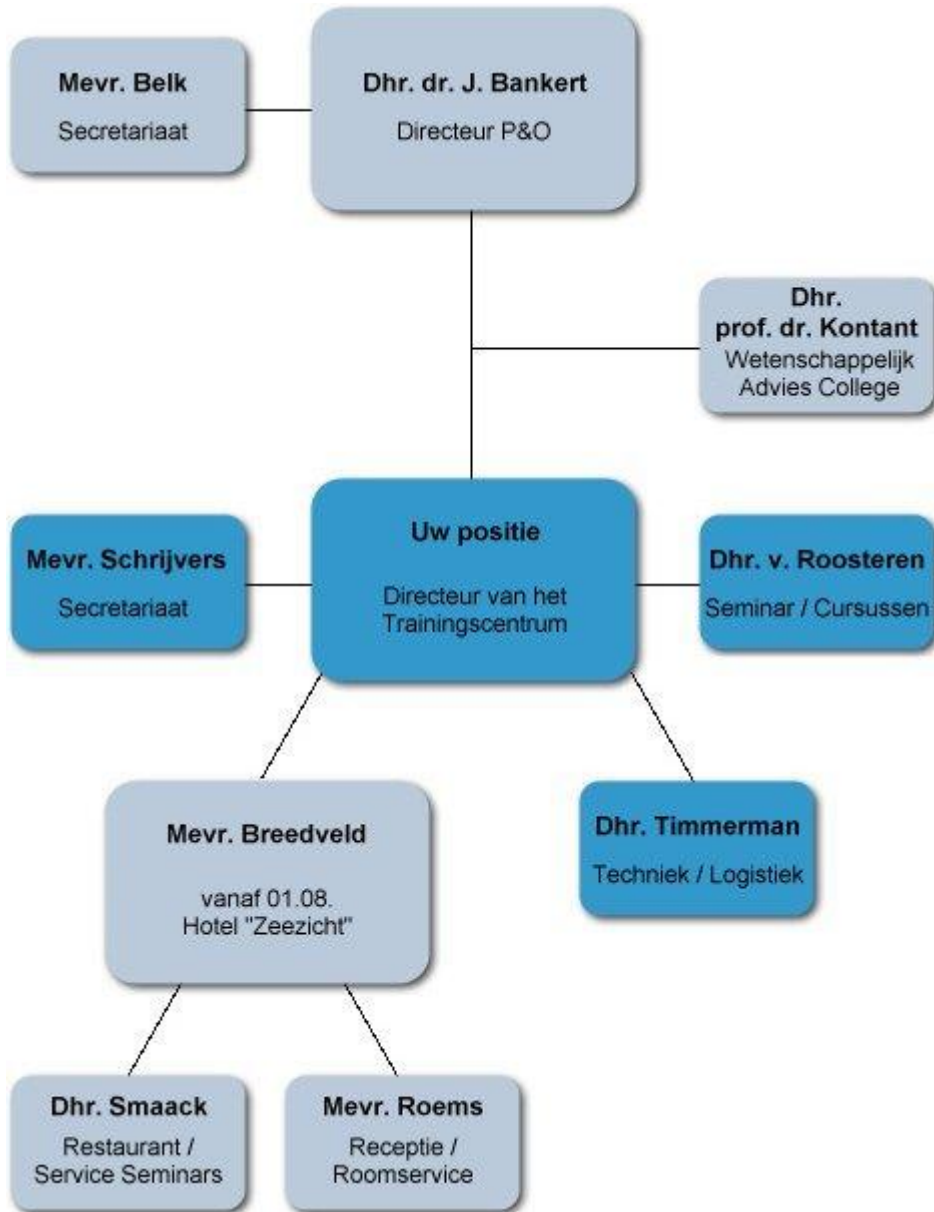 Mevr. Belk
Secretariaat
Dhr. dr. J. Bankert
Directeur P&O
Dhr.
prof. dr. Kontant
Wetenschappelijk
Advies College
Mevr. Schrijvers
Secretariaat
Uw positie
Directeur van het
Trainingscentrum
Dhr. v. Roosteren
Seminar / Cursussen
Mevr. Breedveld
vanaf 01.08.
Hotel "Zeezicht"
Dhr. Timmerman
Techniek / Logistiek
Dhr. Smaack
Restaurant /
Service Seminars
Mevr. Roems
Receptie /
Roomservice